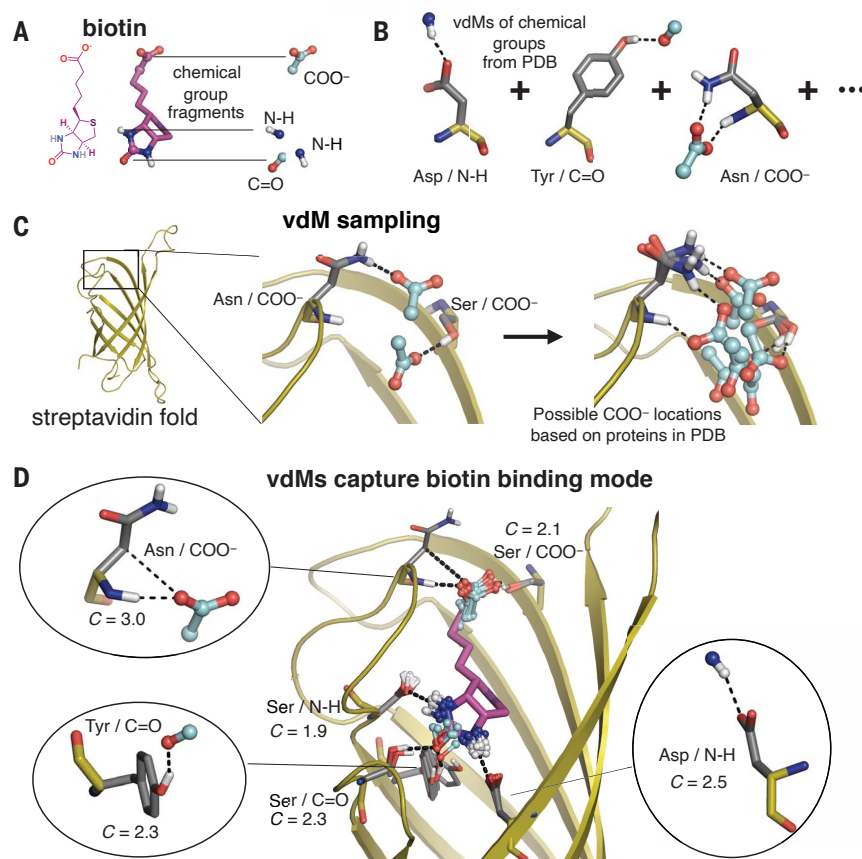 A
biotin
O⁻
O
S
H
H
HN
NH
O
chemical
group
fragments
COO⁻
N-H
N-H
C=O
B
vdMs of chemical
groups
from PDB
+
+
+
...
Asp / N-H
Tyr / C=O
Asn / COO⁻
C
vdM sampling
streptavidin fold
Asn / COO⁻
Ser / COO⁻
Possible COO⁻ locations
based on proteins in PDB
D
vdMs capture biotin binding mode
Asn / COO⁻
C = 3.0
C = 2.1
Ser / COO⁻
Ser / N-H
C = 1.9
Tyr / C=O
C = 2.3
Ser / C=O
C = 2.3
Asp / N-H
C = 2.5